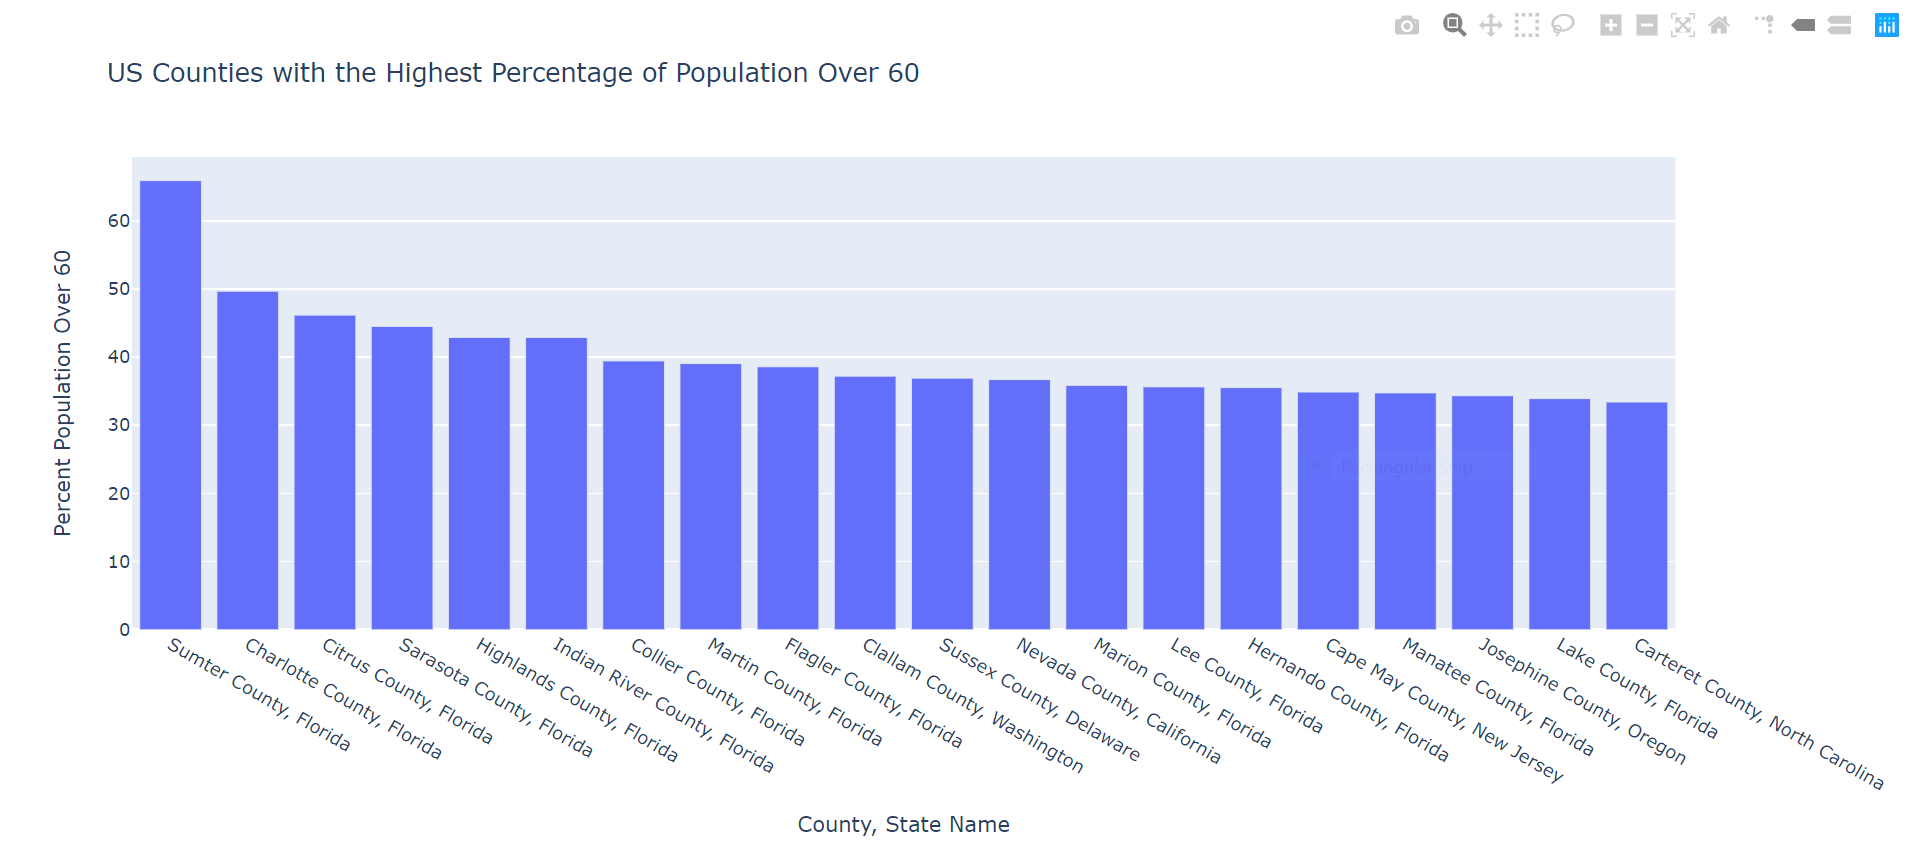 US Counties with the Highest Percentage of Population Over 60
Percent Population Over 60
60
50
40
30
20
10
0
Rectangular Snip
Sumter County, Florida
Charlotte County, Florida
Citrus County, Florida
Sarasota County, Florida
Highlands County, Florida
Indian River County, Florida
Collier County, Florida
Martin County, Florida
Flagler County, Florida
Clallam County, Washington
Sussex County, Delaware
Nevada County, California
Marion County, Florida
Lee County, Florida
Hernando County, Florida
Cape May County, New Jersey
Manatee County, Florida
Josephine County, Oregon
Lake County, Florida
Carteret County, North Carolina
County, State Name